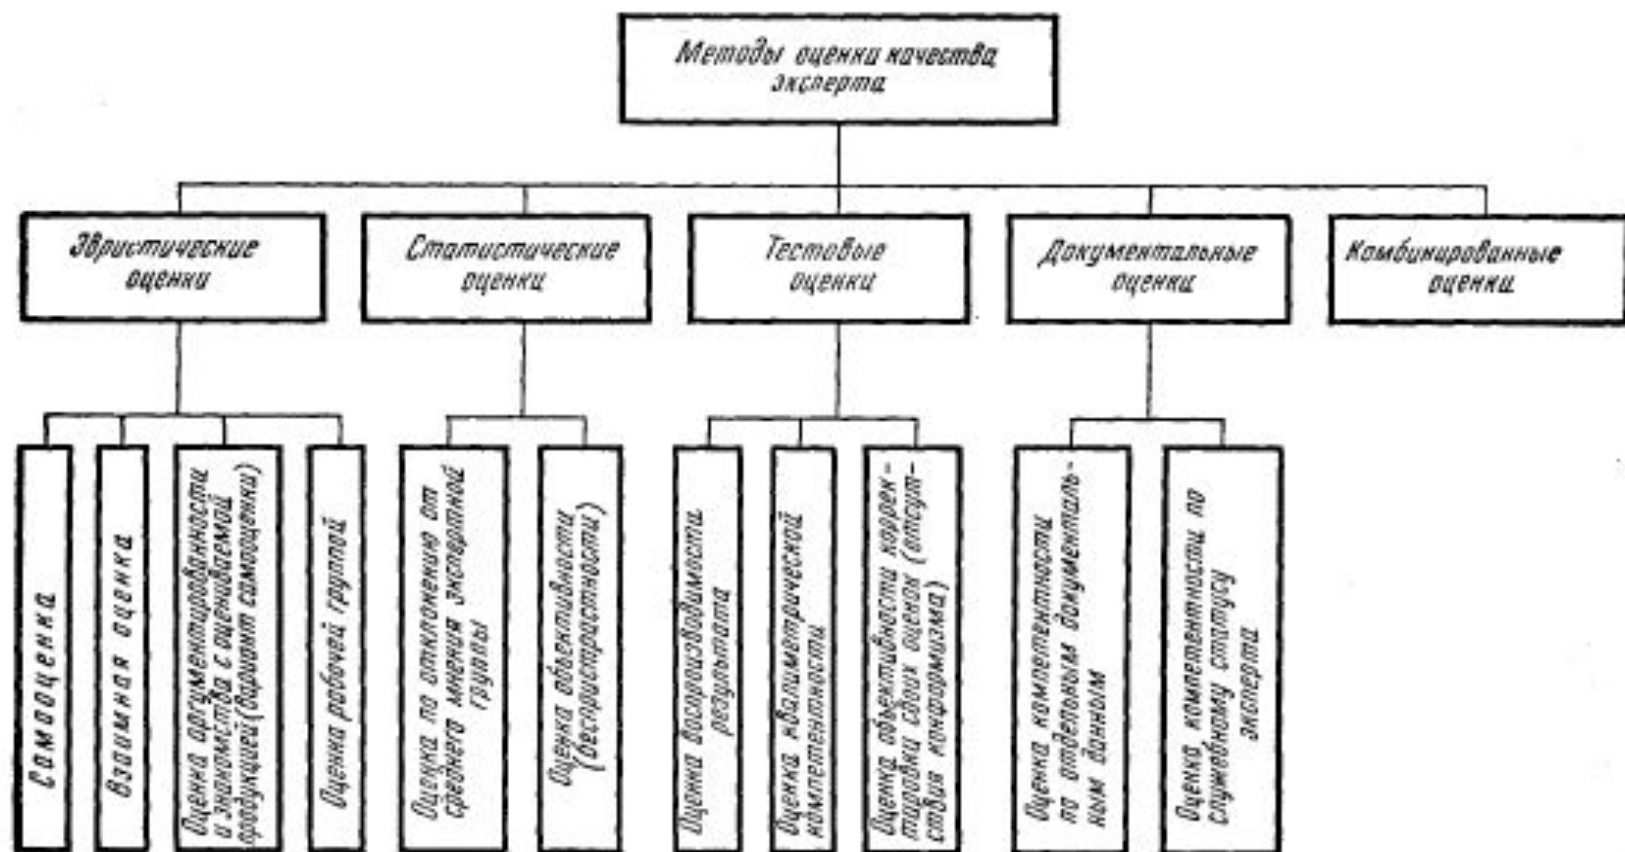 Методы оценки качества
эксперта
Эвристические
оценки
Статистические
оценки
Тестовые
оценки
Документальные
оценки
Комбинированные
оценки
Самооценка
Взаимная оценка
Оценка аргументированности
и знакомства с оцениваемой
продукцией (вариант самооценки)
Оценка рабочей группой
Оценка по отклонению от
среднего мнения экспертной
группы
Оценка объективности
(беспристрастности)
Оценка воспроизводимости
результата
Оценка квалиметрической
компетентности
Оценка объективности коррек-
тировки своих оценок (отсут-
ствия конформизма)
Оценка компетентности
по отдельным документаль-
ным данным
Оценка компетентности по
служебному статусу
эксперта